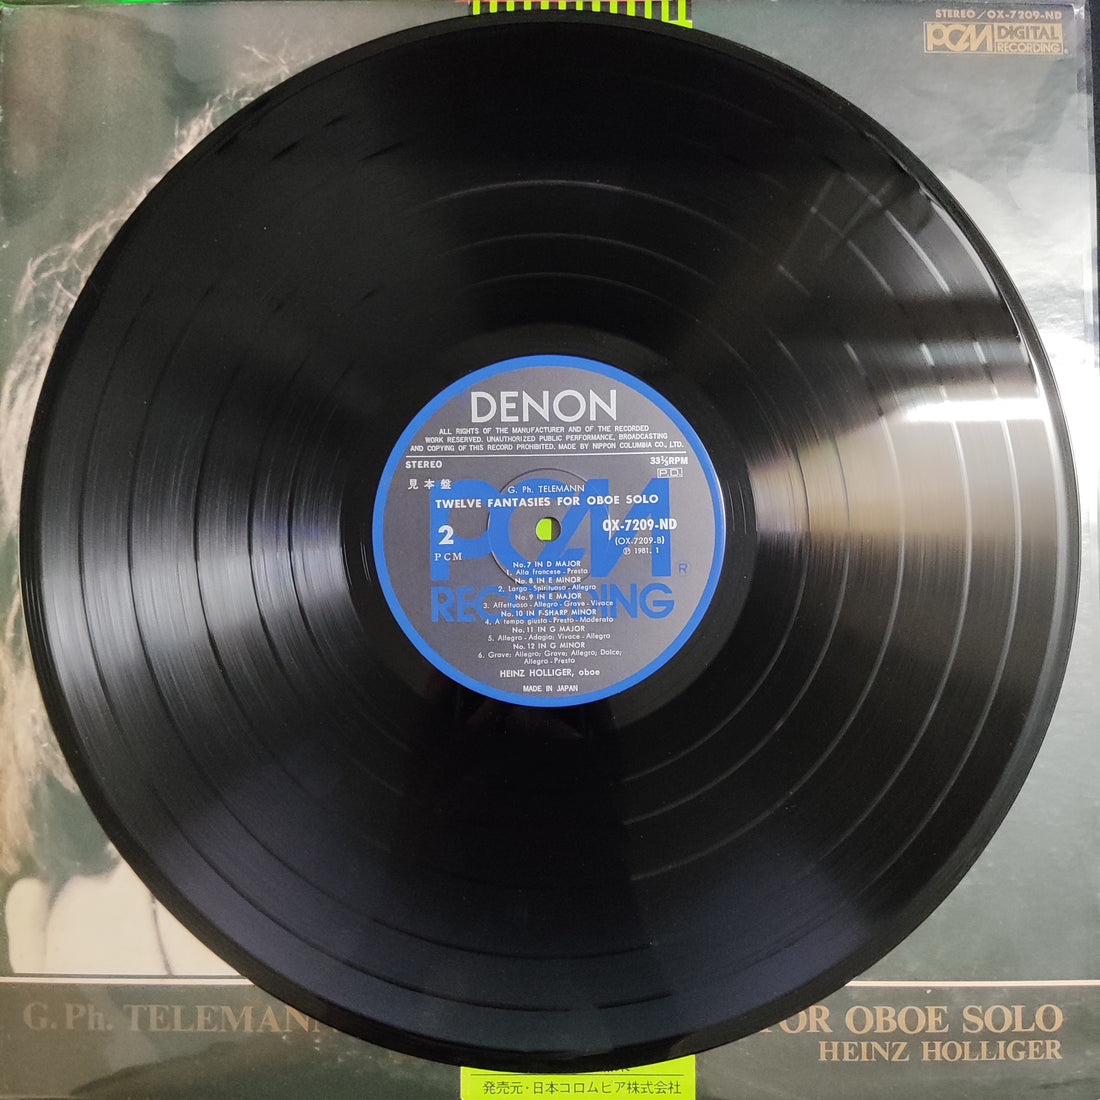 STEREO/OX-7209-ND
PCM DIGITAL RECORDING
DENON
ALL RIGHTS OF THE MANUFACTURER AND OF THE RECORDED
WORK RESERVED. UNAUTHORIZED PUBLIC PERFORMANCE, BROADCASTING
AND COPYING OF THIS RECORD PROHIBITED. MADE BY NIPPON COLUMBIA CO., LTD.
STEREO 33⅓RPM
P.D.
見本盤
G. Ph. TELEMANN
TWELVE FANTASIES FOR OBOE SOLO
2 OX-7209-ND
PCM (OX-7209-B)
℗ 1981. 1
PCM
RECORDING
No.7 IN D MAJOR
1. Alla francese - Presto
No.8 IN E MINOR
2. Largo - Spirituoso - Allegro
No.9 IN E MAJOR
3. Affettuoso - Allegro - Grave - Vivace
No.10 IN F-SHARP MINOR
4. A tempo giusto - Presto - Moderato
No.11 IN G MAJOR
5. Allegro - Adagio; Vivace - Allegro
No.12 IN G MINOR
6. Grave; Allegro; Grave; Allegro; Dolce;
Allegro - Presto
HEINZ HOLLIGER, oboe
MADE IN JAPAN
G. Ph. TELEMANN FOR OBOE SOLO
HEINZ HOLLIGER
発売元・日本コロムビア株式会社